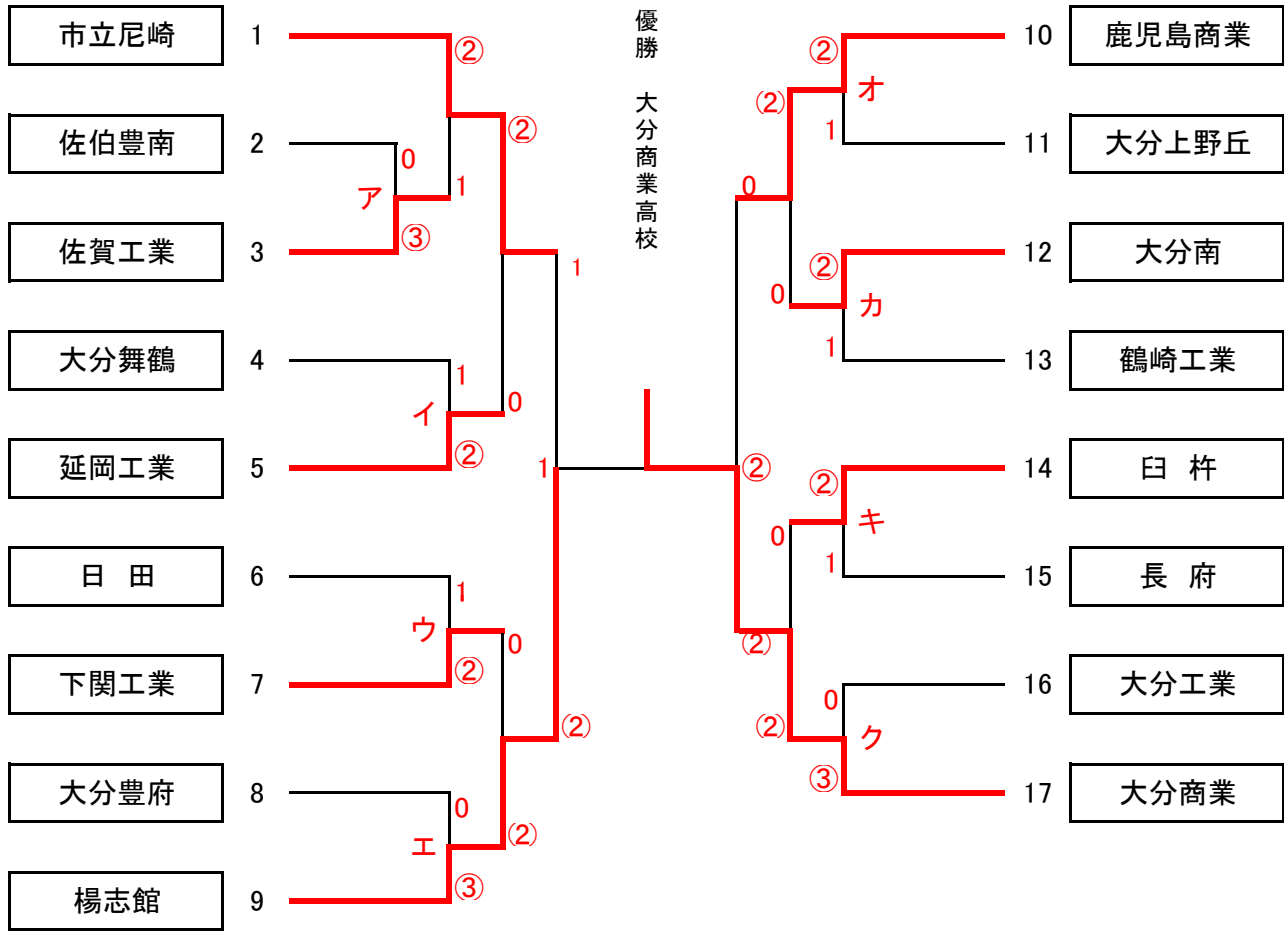 優勝　大分商業高校
市立尼崎 1 ②
佐伯豊南 2 0
ア 1
佐賀工業 3 ③
②
大分舞鶴 4 1
イ 0
延岡工業 5 ②
1
日 田 6 1
ウ 0
下関工業 7 ②
大分豊府 8 0
エ ②
楊志館 9 ③
②
1
② オ 10 鹿児島商業
② 1 11 大分上野丘
0
② カ 12 大分南
0 1 13 鶴崎工業
②
② キ 14 臼 杵
0 1 15 長 府
②
0 16 大分工業
② ク
③ 17 大分商業